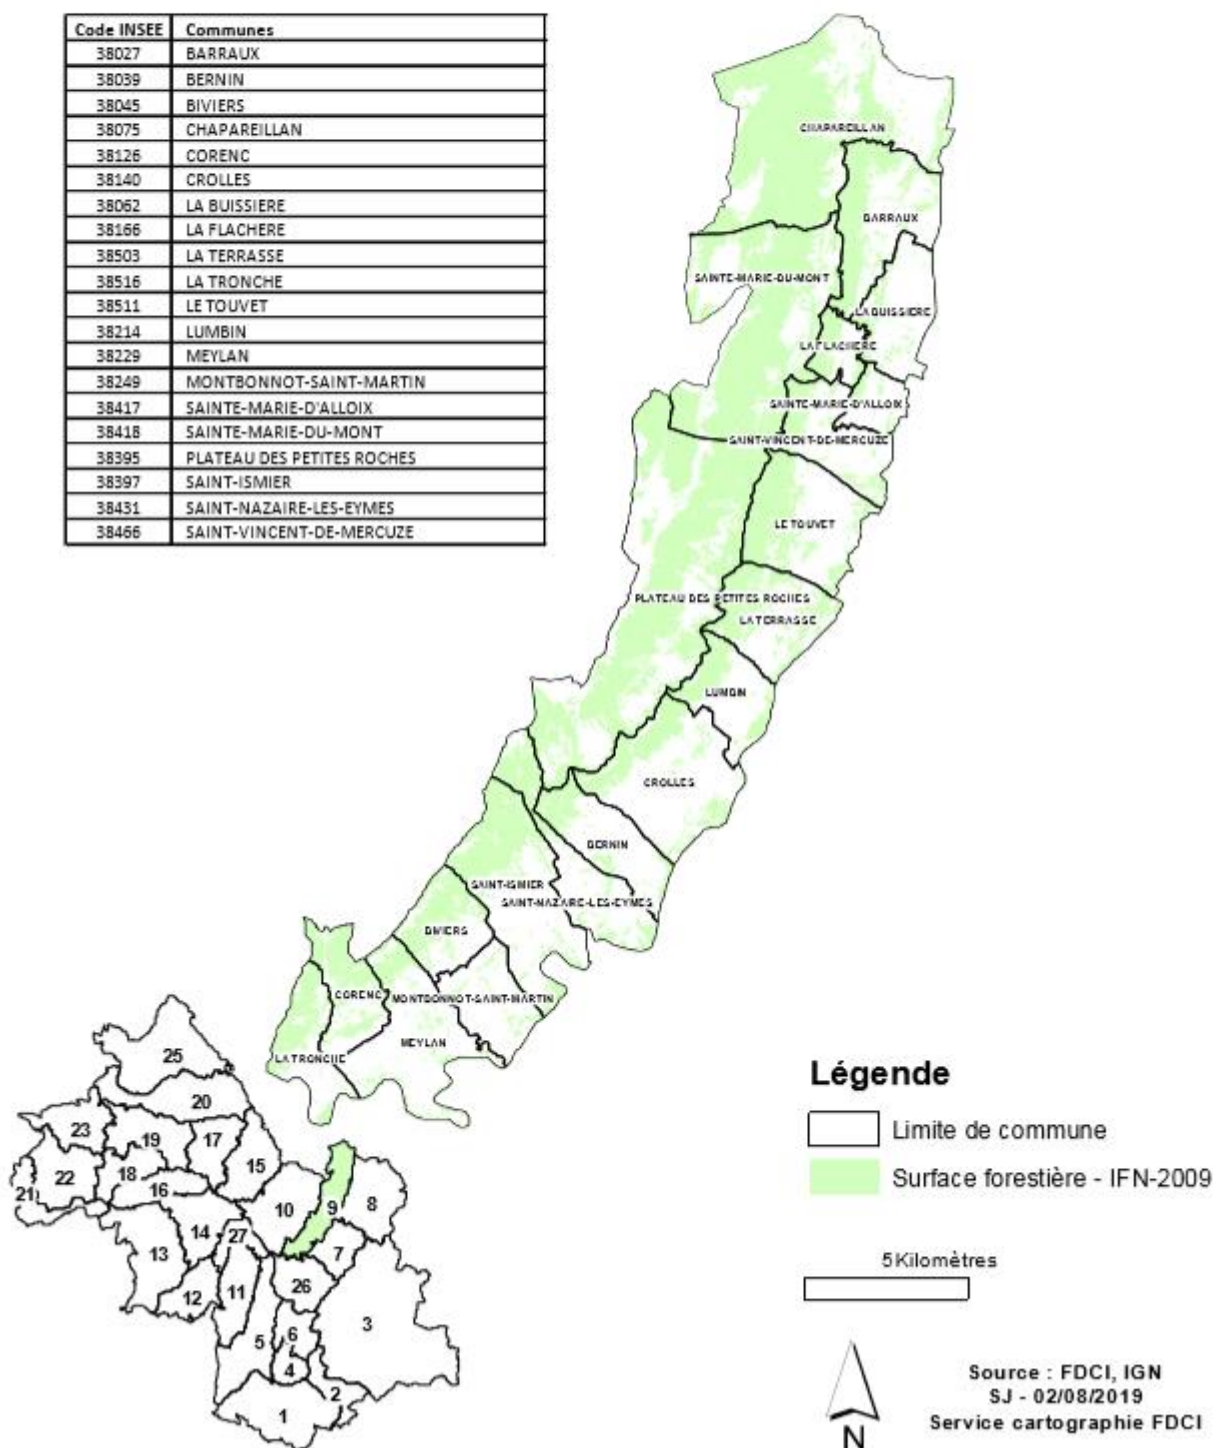 Code INSEE Communes
38027 BARRAUX
38039 BERNIN
38045 BIVIERS
38075 CHAPAREILLAN
38126 CORENC
38140 CROLLES
38062 LA BUISSIERE
38166 LA FLACHERE
38503 LA TERRASSE
38516 LA TRONCHE
38511 LE TOUVET
38214 LUMBIN
38229 MEYLAN
38249 MONTBONNOT-SAINT-MARTIN
38417 SAINTE-MARIE-D'ALLOIX
38418 SAINTE-MARIE-DU-MONT
38395 PLATEAU DES PETITES ROCHES
38397 SAINT-ISMIER
38431 SAINT-NAZAIRE-LES-EYMES
38466 SAINT-VINCENT-DE-MERCUZE
CHAPAREILLAN
BARRAUX
SAINTE-MARIE-DU-MONT
LA BUISSIERE
LA FLACHERE
SAINTE-MARIE-D'ALLOIX
SAINT-VINCENT-DE-MERCUZE
LE TOUVET
PLATEAU DES PETITES ROCHES
LA TERRASSE
LUMBIN
CROLLES
BERNIN
SAINT-ISMIER
SAINT-NAZAIRE-LES-EYMES
BIVIERS
CORENC
MONTBONNOT-SAINT-MARTIN
MEYLAN
LA TRONCHE
25
20
23
19
17
15
22
18
16
21
10
9
8
14
27
13
7
26
12
11
3
5
6
4
2
1
Légende
Limite de commune
Surface forestière - IFN-2009
5 Kilomètres
N
Source : FDCI, IGN
SJ - 02/08/2019
Service cartographie FDCI